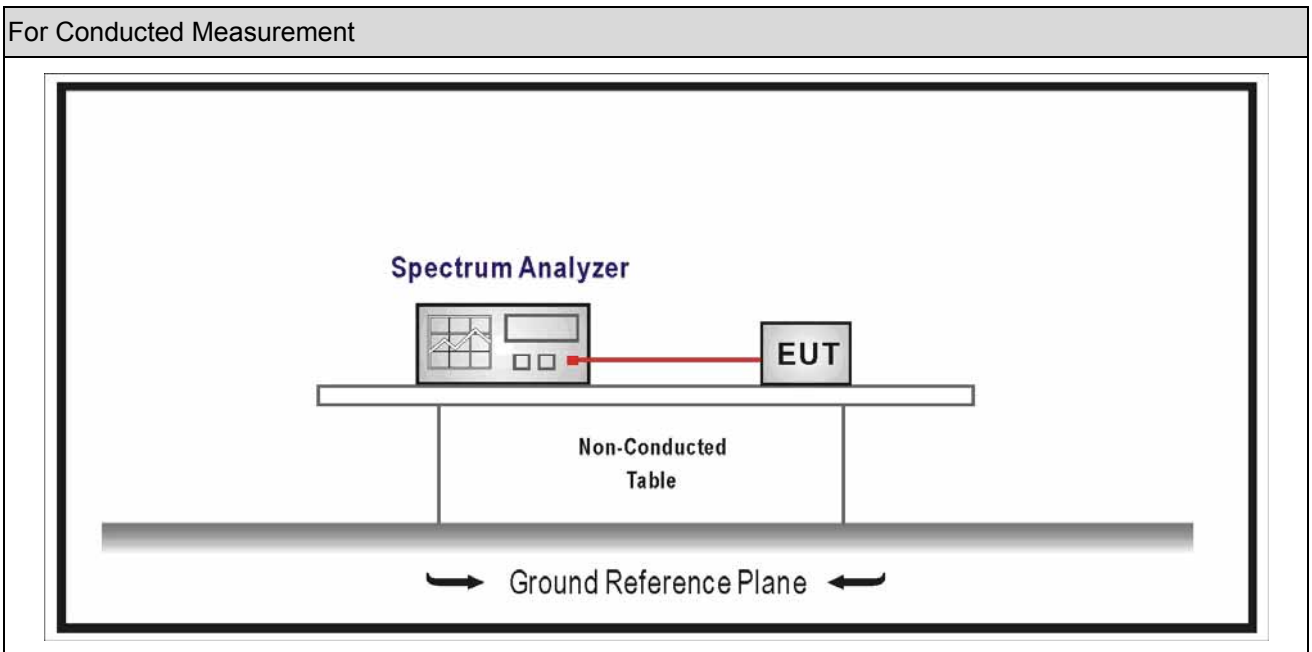 For Conducted Measurement
Spectrum Analyzer
EUT
Non-Conducted
Table
Ground Reference Plane